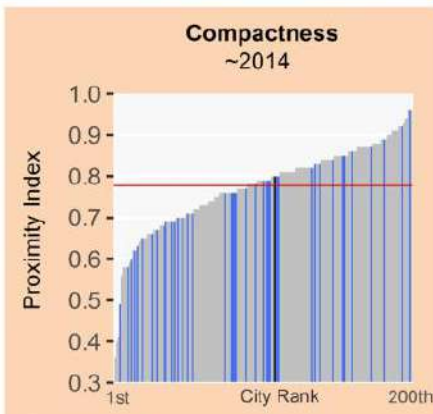 Compactness
~2014
Proximity Index
1.0
0.9
0.8
0.7
0.6
0.5
0.4
0.3
1st
City Rank
200th